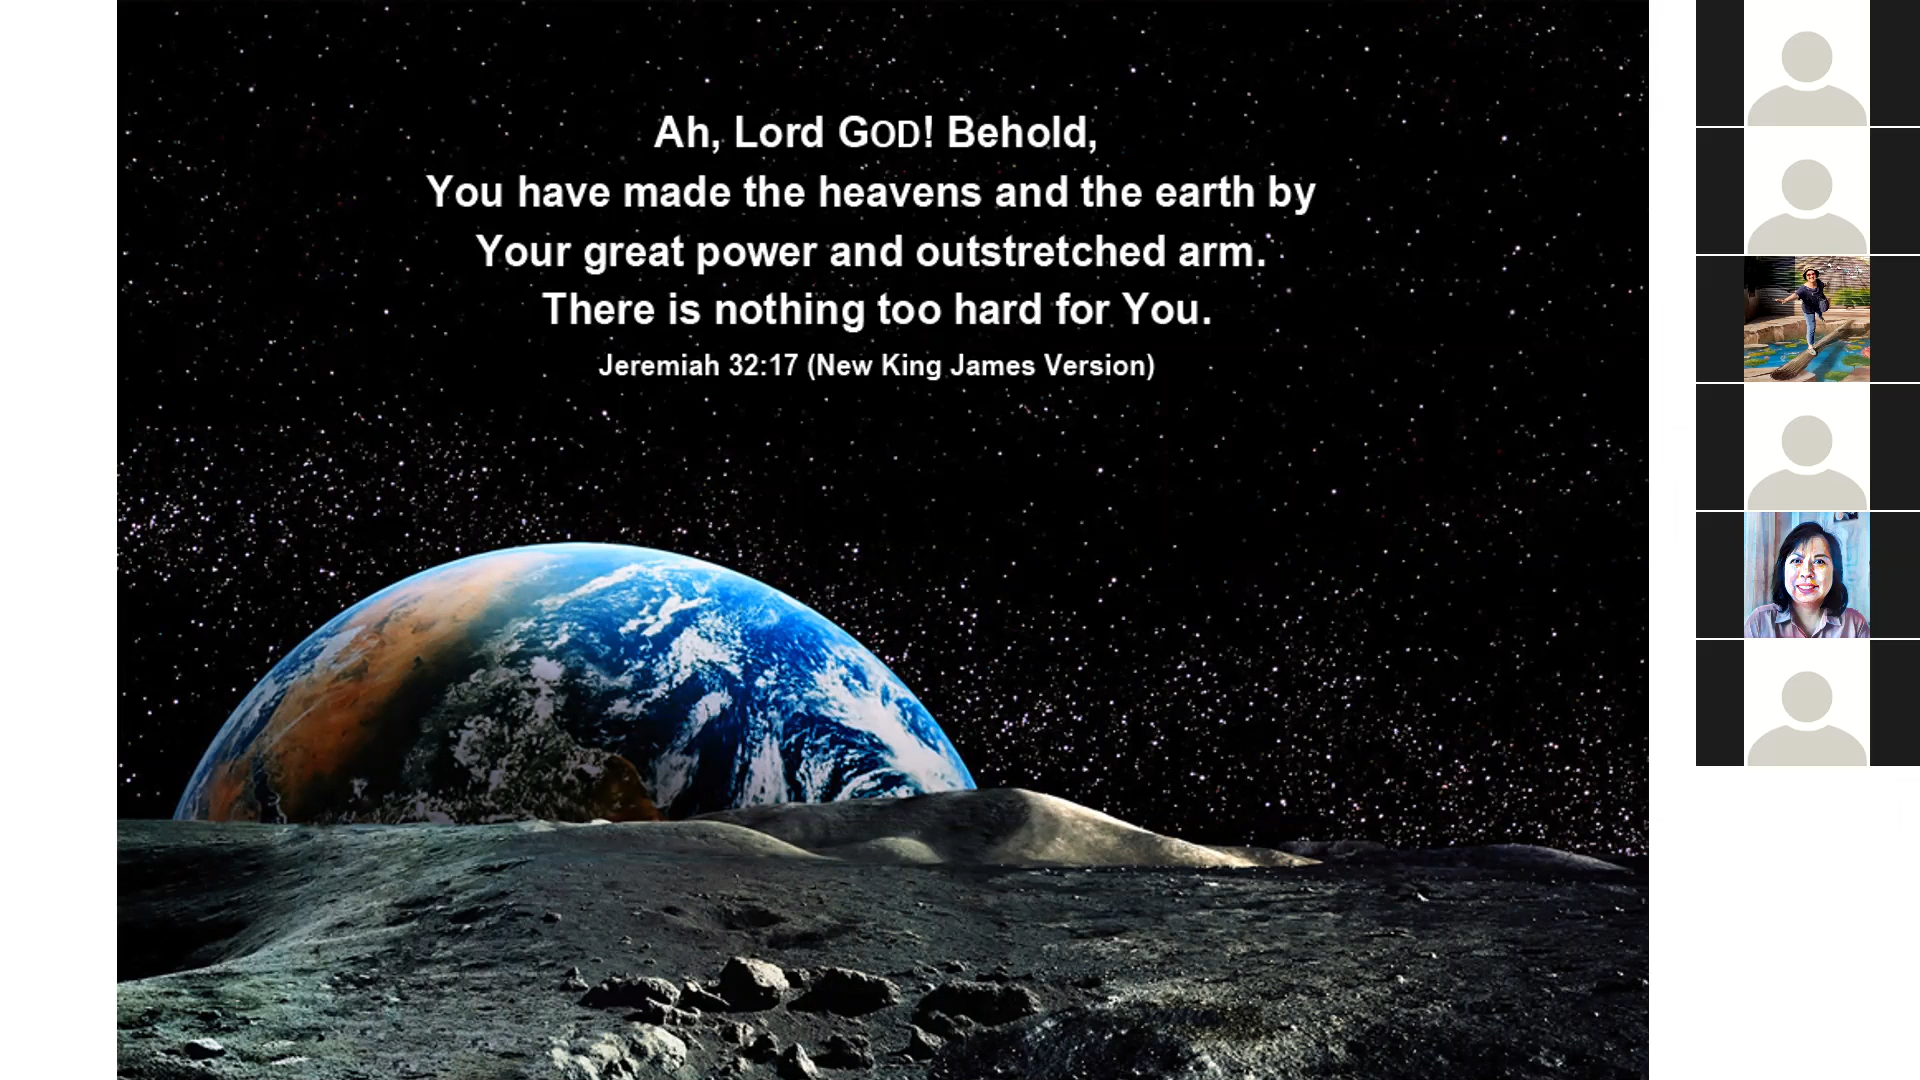 Ah, Lord GOD! Behold,
You have made the heavens and the earth by
Your great power and outstretched arm.
There is nothing too hard for You.
Jeremiah 32:17 (New King James Version)